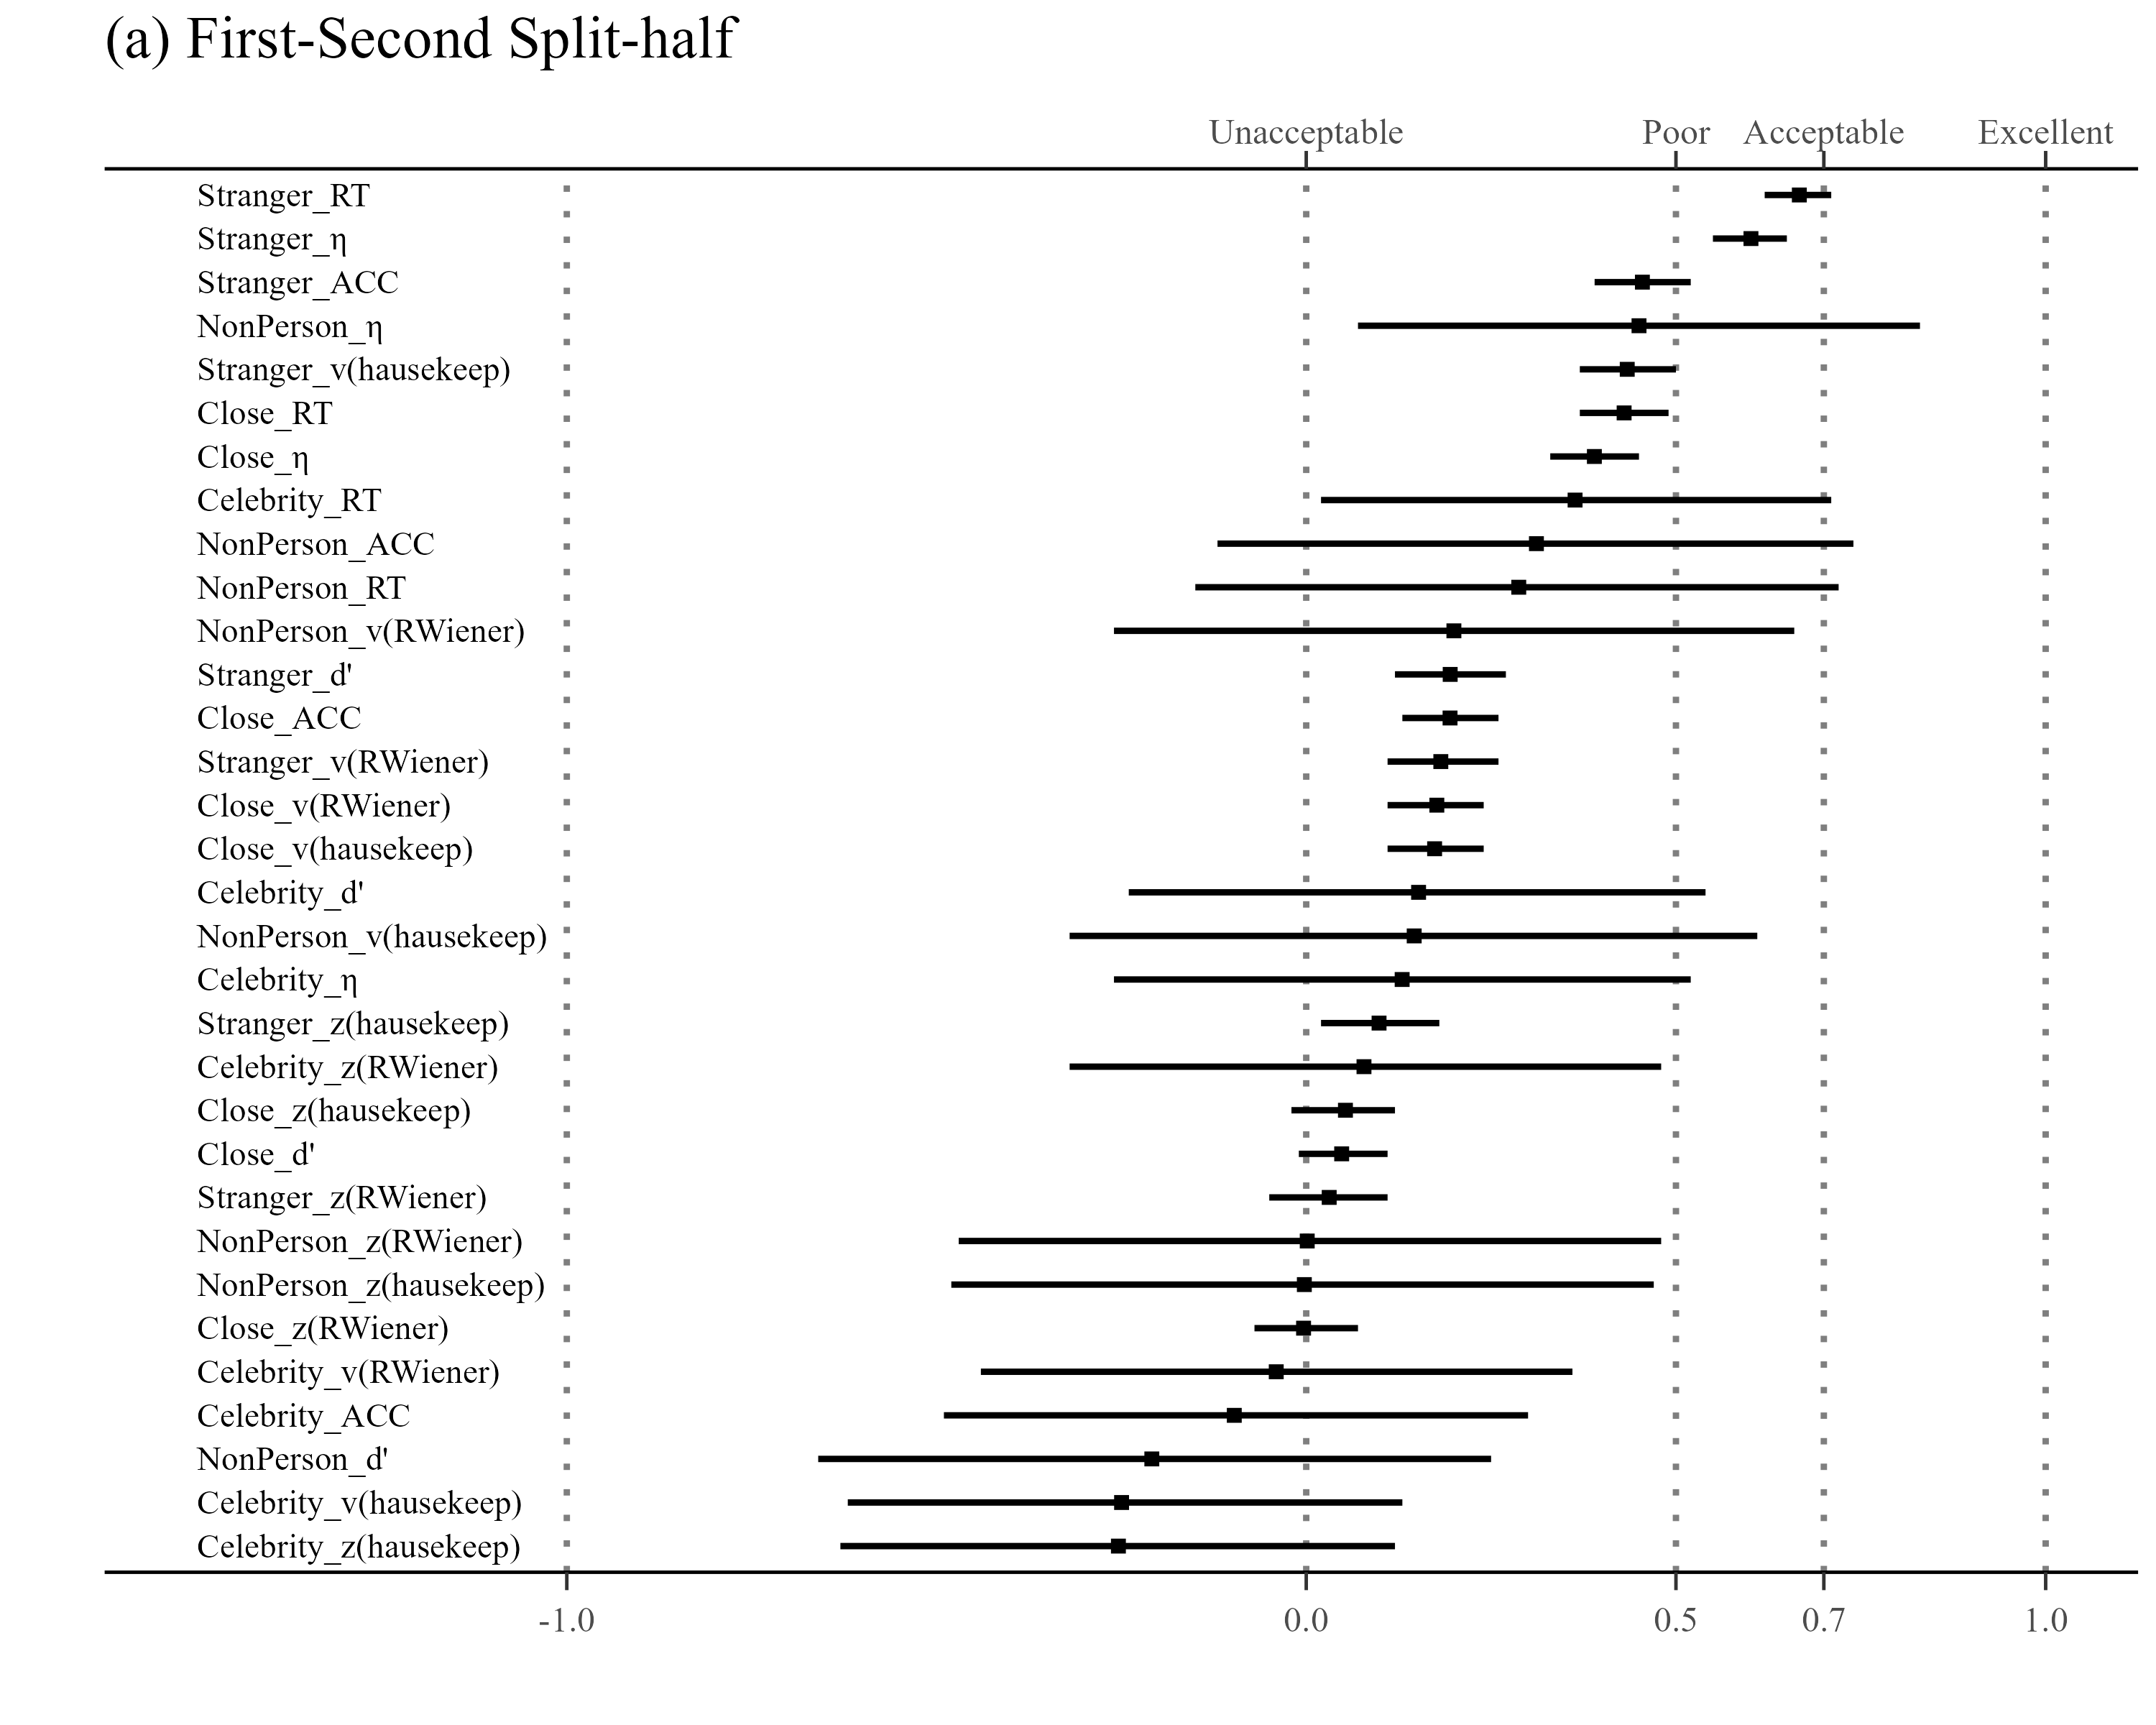 (a) First-Second Split-half
Unacceptable Poor Acceptable Excellent
Stranger_RT
Stranger_η
Stranger_ACC
NonPerson_η
Stranger_v(hausekeep)
Close_RT
Close_η
Celebrity_RT
NonPerson_ACC
NonPerson_RT
NonPerson_v(RWiener)
Stranger_d'
Close_ACC
Stranger_v(RWiener)
Close_v(RWiener)
Close_v(hausekeep)
Celebrity_d'
NonPerson_v(hausekeep)
Celebrity_η
Stranger_z(hausekeep)
Celebrity_z(RWiener)
Close_z(hausekeep)
Close_d'
Stranger_z(RWiener)
NonPerson_z(RWiener)
NonPerson_z(hausekeep)
Close_z(RWiener)
Celebrity_v(RWiener)
Celebrity_ACC
NonPerson_d'
Celebrity_v(hausekeep)
Celebrity_z(hausekeep)
-1.0 0.0 0.5 0.7 1.0